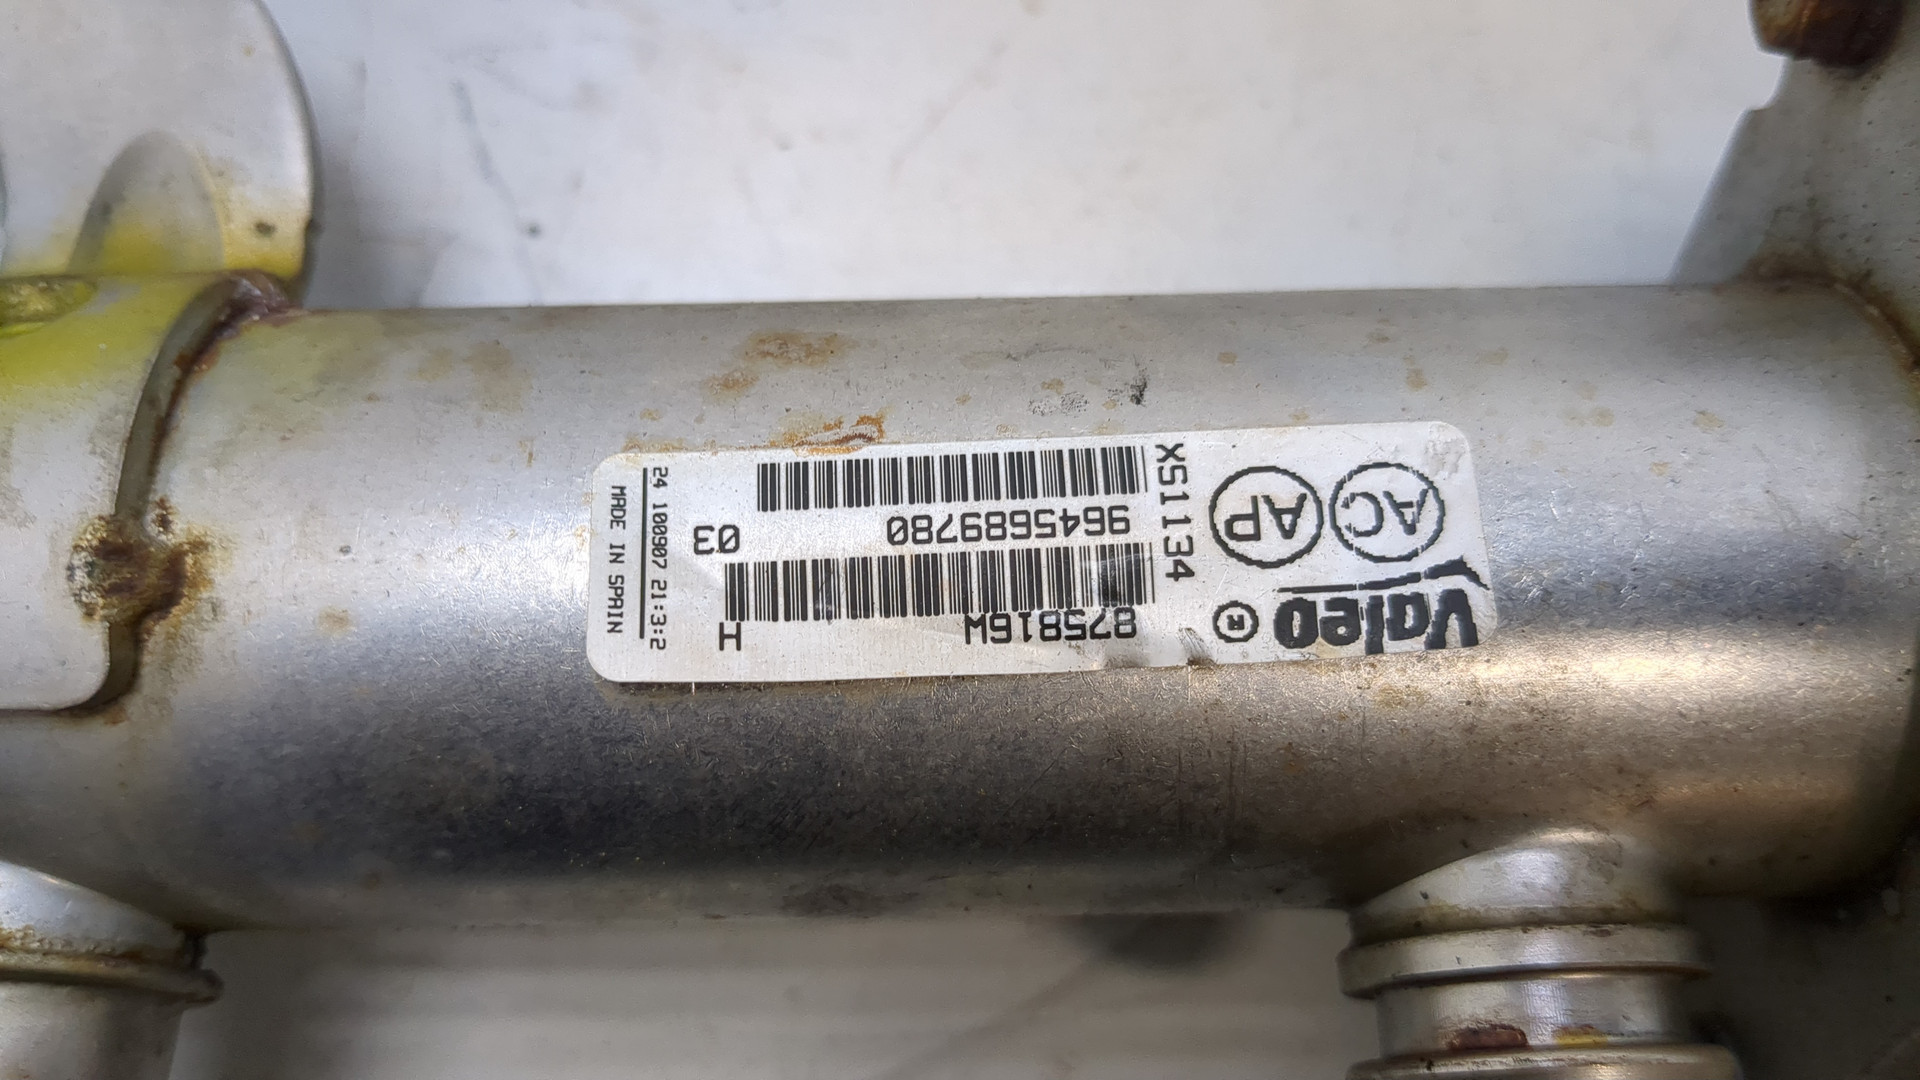 Valeo ®
875816W H
9645689780 03
AC AP
XS1134
24 100907 21:3:2
MADE IN SPAIN